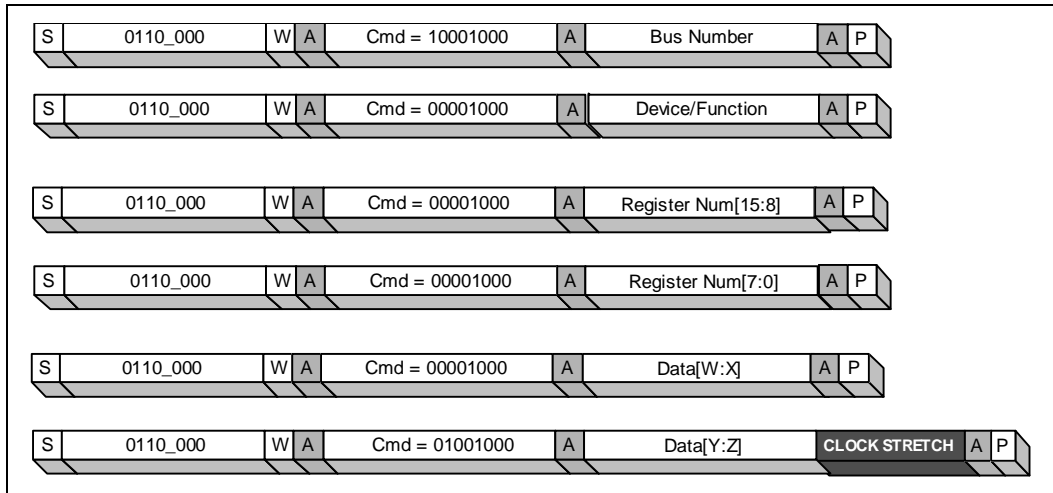 S 0110_000 W A Cmd = 10001000 A Bus Number A P
S 0110_000 W A Cmd = 00001000 A Device/Function A P
S 0110_000 W A Cmd = 00001000 A Register Num[15:8] A P
S 0110_000 W A Cmd = 00001000 A Register Num[7:0] A P
S 0110_000 W A Cmd = 00001000 A Data[W:X] A P
S 0110_000 W A Cmd = 01001000 A Data[Y:Z] CLOCK STRETCH A P